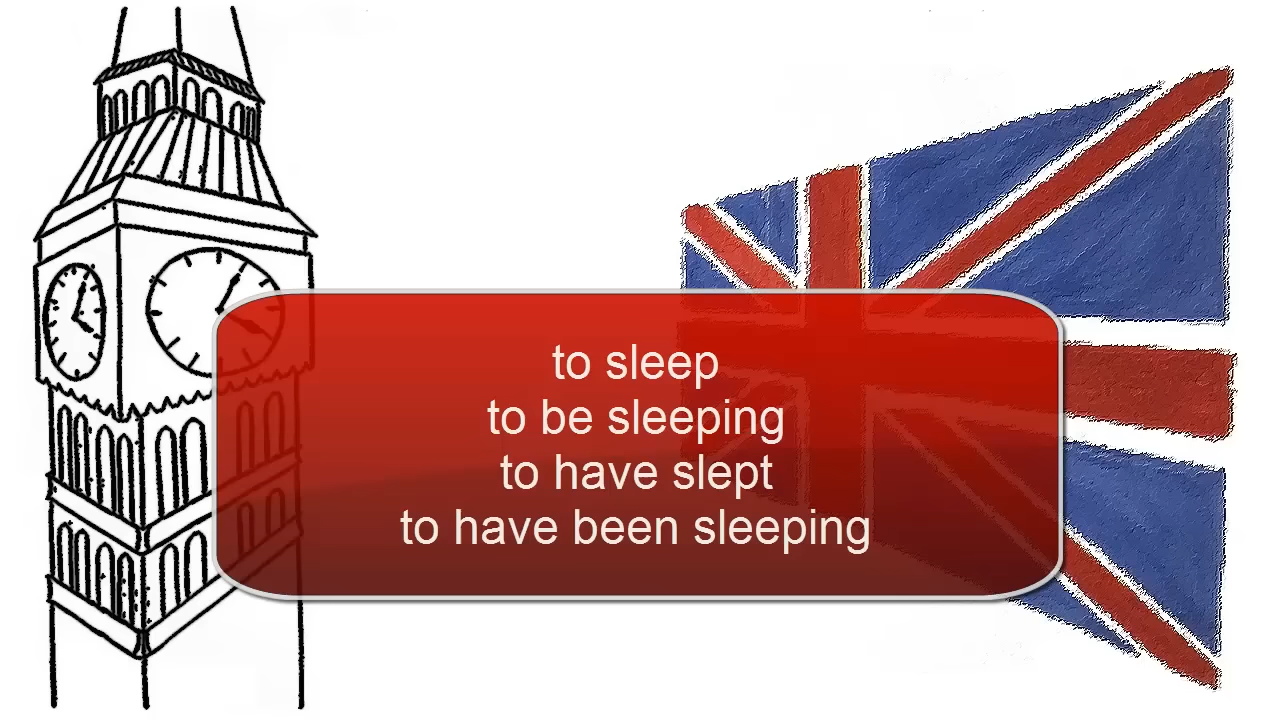 to sleep
to be sleeping
to have slept
to have been sleeping